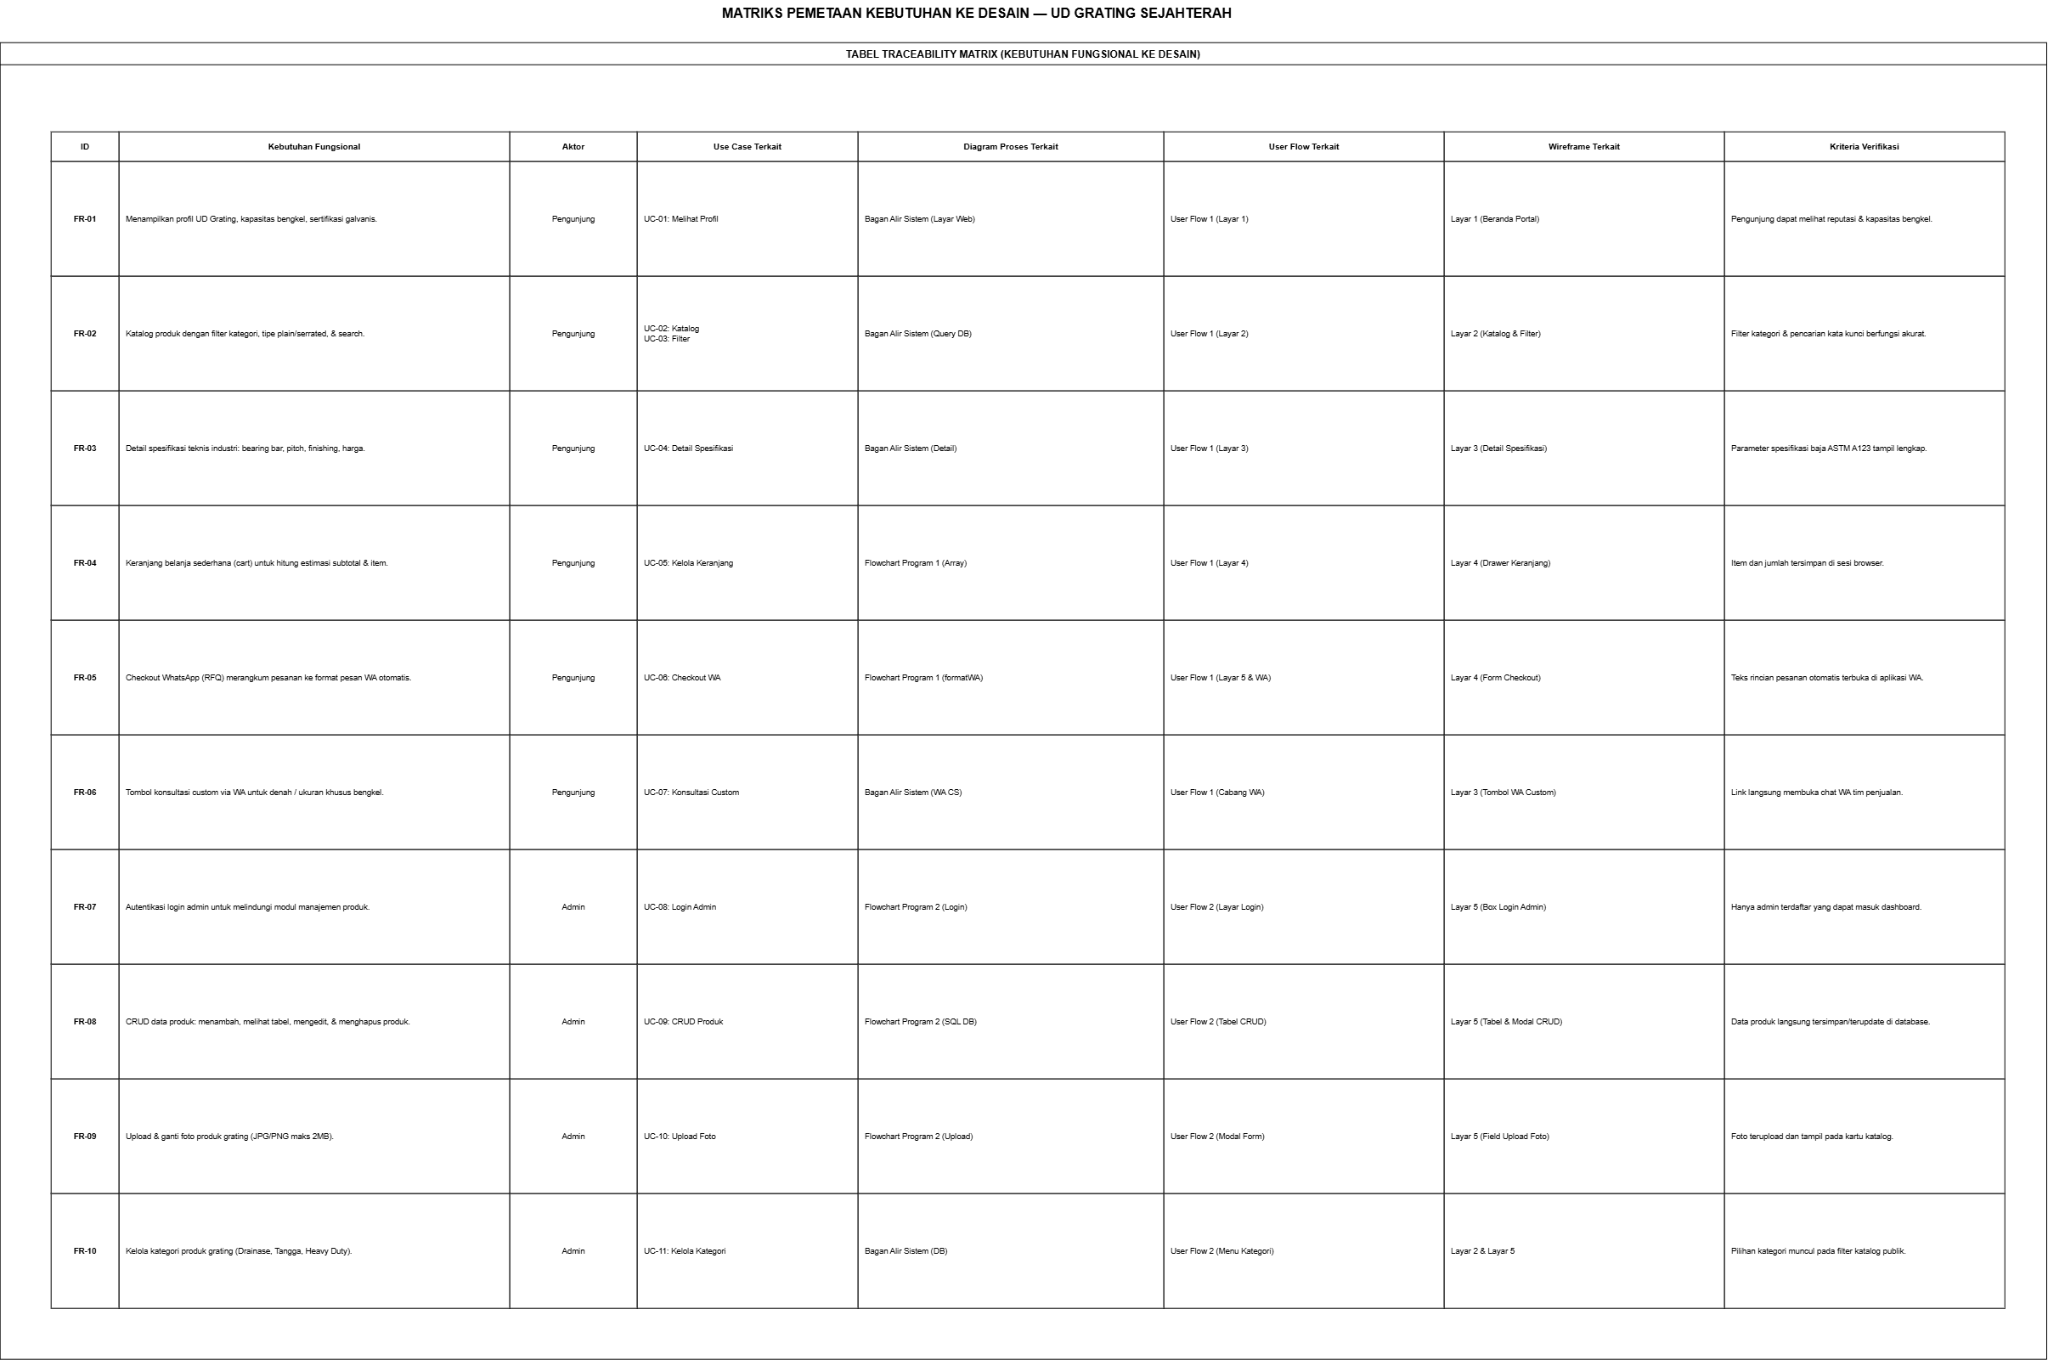 MATRIKS PEMETAAN KEBUTUHAN KE DESAIN — UD GRATING SEJAHTERAH
TABEL TRACEABILITY MATRIX (KEBUTUHAN FUNGSIONAL KE DESAIN)
ID Kebutuhan Fungsional Aktor Use Case Terkait Diagram Proses Terkait User Flow Terkait Wireframe Terkait Kriteria Verifikasi
FR-01 Menampilkan profil UD Grating, kapasitas bengkel, sertifikasi galvanis. Pengunjung UC-01: Melihat Profil Bagan Alir Sistem (Layar Web) User Flow 1 (Layar 1) Layar 1 (Beranda Portal) Pengunjung dapat melihat reputasi & kapasitas bengkel.
FR-02 Katalog produk dengan filter kategori, tipe plain/serrated, & search. Pengunjung UC-02: Katalog
UC-03: Filter Bagan Alir Sistem (Query DB) User Flow 1 (Layar 2) Layar 2 (Katalog & Filter) Filter kategori & pencarian kata kunci berfungsi akurat.
FR-03 Detail spesifikasi teknis industri: bearing bar, pitch, finishing, harga. Pengunjung UC-04: Detail Spesifikasi Bagan Alir Sistem (Detail) User Flow 1 (Layar 3) Layar 3 (Detail Spesifikasi) Parameter spesifikasi baja ASTM A123 tampil lengkap.
FR-04 Keranjang belanja sederhana (cart) untuk hitung estimasi subtotal & item. Pengunjung UC-05: Kelola Keranjang Flowchart Program 1 (Array) User Flow 1 (Layar 4) Layar 4 (Drawer Keranjang) Item dan jumlah tersimpan di sesi browser.
FR-05 Checkout WhatsApp (RFQ) merangkum pesanan ke format pesan WA otomatis. Pengunjung UC-06: Checkout WA Flowchart Program 1 (formatWA) User Flow 1 (Layar 5 & WA) Layar 4 (Form Checkout) Teks rincian pesanan otomatis terbuka di aplikasi WA.
FR-06 Tombol konsultasi custom via WA untuk denah / ukuran khusus bengkel. Pengunjung UC-07: Konsultasi Custom Bagan Alir Sistem (WA CS) User Flow 1 (Cabang WA) Layar 3 (Tombol WA Custom) Link langsung membuka chat WA tim penjualan.
FR-07 Autentikasi login admin untuk melindungi modul manajemen produk. Admin UC-08: Login Admin Flowchart Program 2 (Login) User Flow 2 (Layar Login) Layar 5 (Box Login Admin) Hanya admin terdaftar yang dapat masuk dashboard.
FR-08 CRUD data produk: menambah, melihat tabel, mengedit, & menghapus produk. Admin UC-09: CRUD Produk Flowchart Program 2 (SQL DB) User Flow 2 (Tabel CRUD) Layar 5 (Tabel & Modal CRUD) Data produk langsung tersimpan/terupdate di database.
FR-09 Upload & ganti foto produk grating (JPG/PNG maks 2MB). Admin UC-10: Upload Foto Flowchart Program 2 (Upload) User Flow 2 (Modal Form) Layar 5 (Field Upload Foto) Foto terupload dan tampil pada kartu katalog.
FR-10 Kelola kategori produk grating (Drainase, Tangga, Heavy Duty). Admin UC-11: Kelola Kategori Bagan Alir Sistem (DB) User Flow 2 (Menu Kategori) Layar 2 & Layar 5 Pilihan kategori muncul pada filter katalog publik.